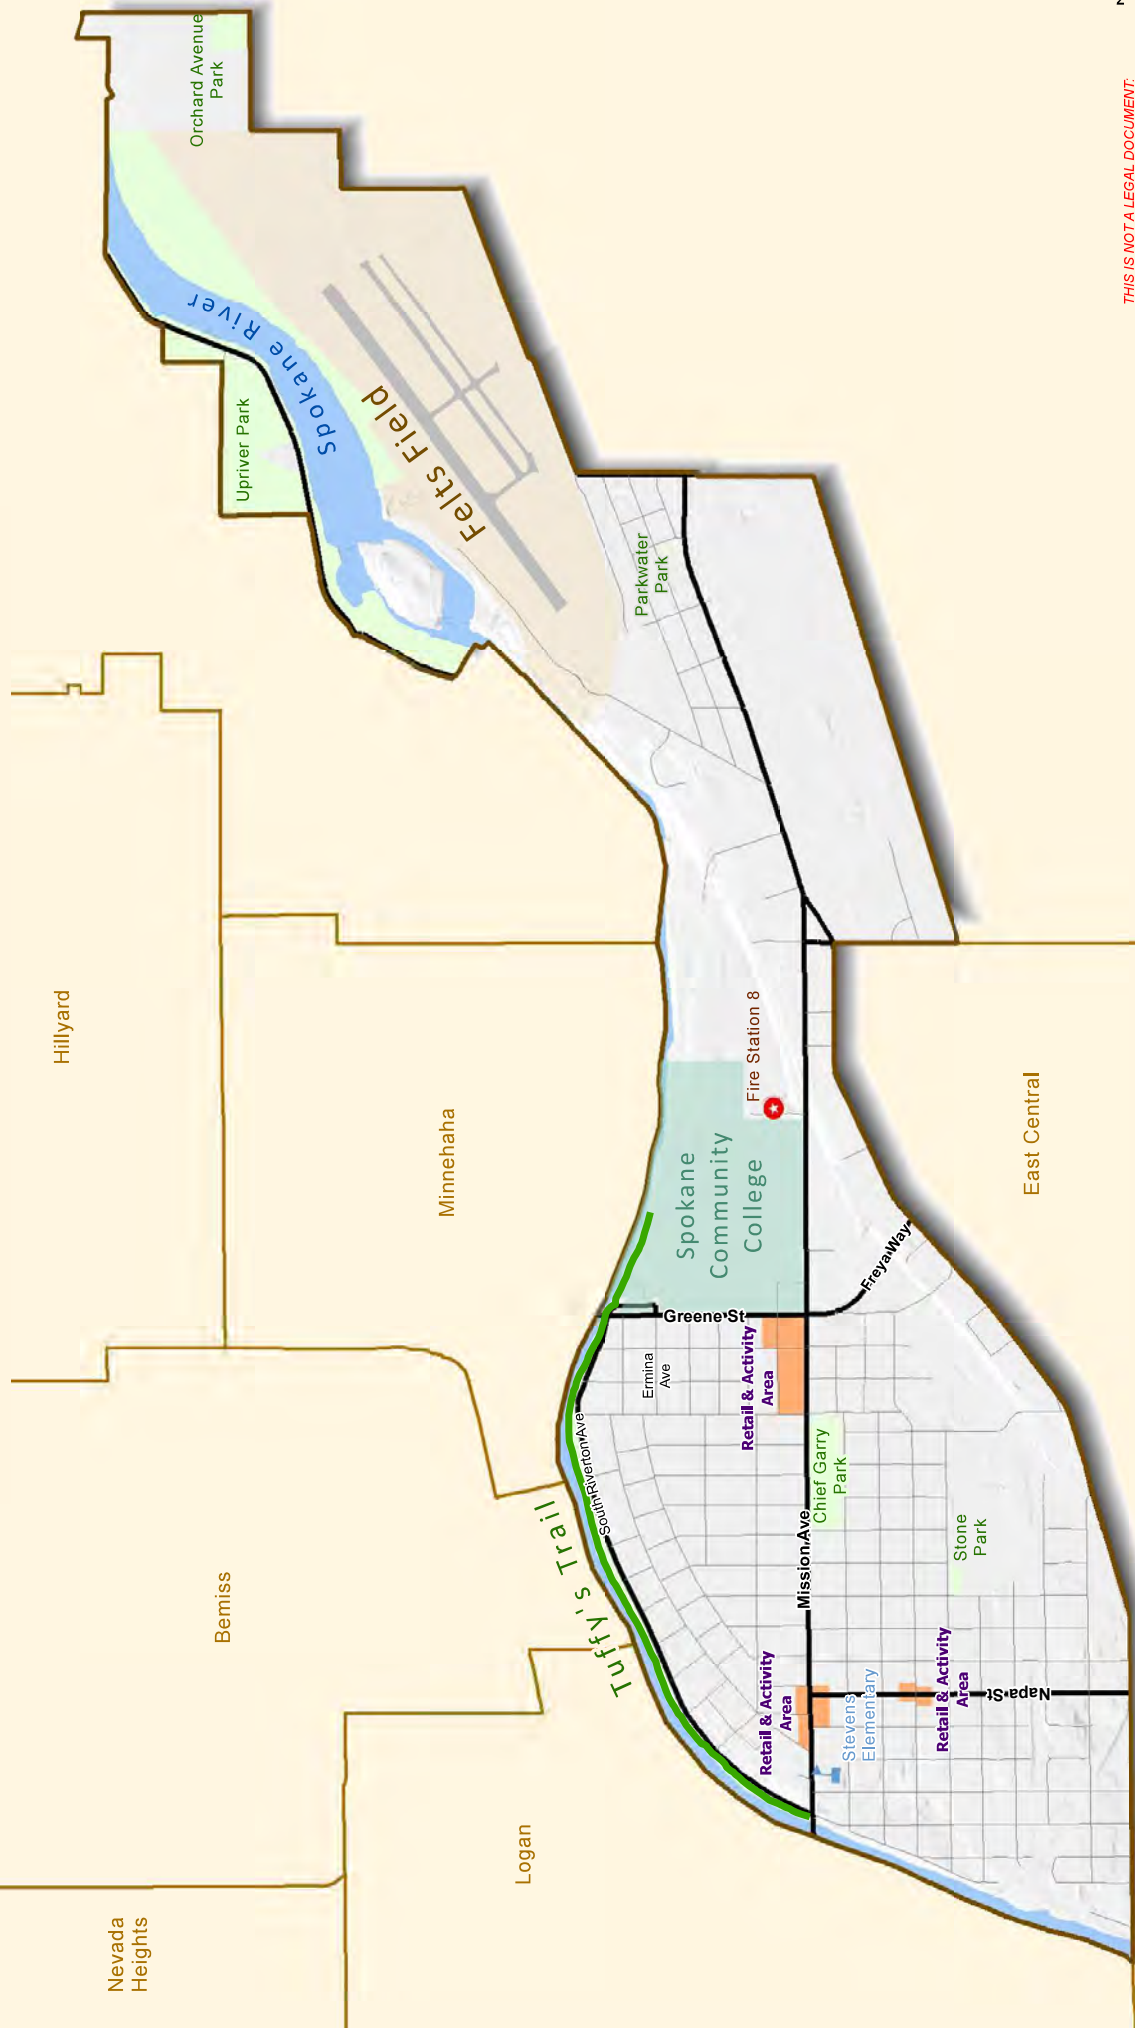 Nevada
Heights
Bemiss
Hillyard
Logan
Minnehaha
East Central
Orchard Avenue
Park
Upriver Park
Spokane River
Felts Field
Parkwater
Park
Fire Station 8
Spokane
Community
College
Greene St
Freya Way
Ermina
Ave
Retail & Activity
Area
South Riverton Ave
Tuffy's Trail
Chief Garry
Park
Mission Ave
Stone
Park
Retail & Activity
Area
Stevens
Elementary
Retail & Activity
Area
Napa St
THIS IS NOT A LEGAL DOCUMENT: